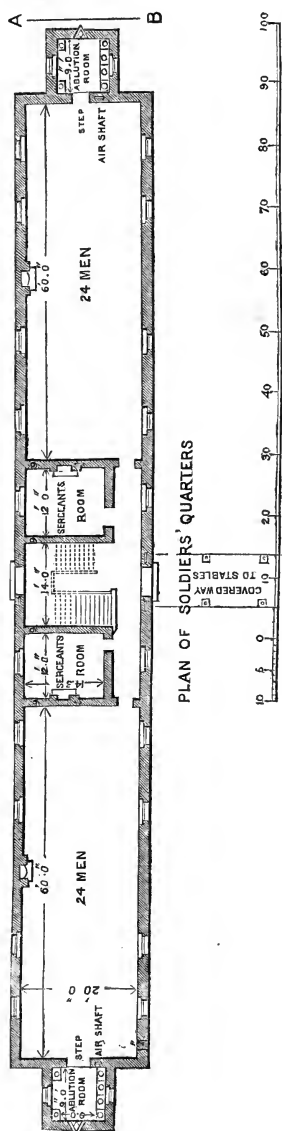 A
B
9.0"
ABLUTION
ROOM
STEP
AIR SHAFT
60.0"
24 MEN
12.0"
SERGEANTS
ROOM
14.0"
12.0"
SERGEANTS
ROOM
60.0"
24 MEN
20.0"
STEP
AIR SHAFT
9.0"
ABLUTION
ROOM
PLAN OF SOLDIERS' QUARTERS
COVERED WAY
TO STABLES
10 5 0 10 20 30 40 50 60 70 80 90 100